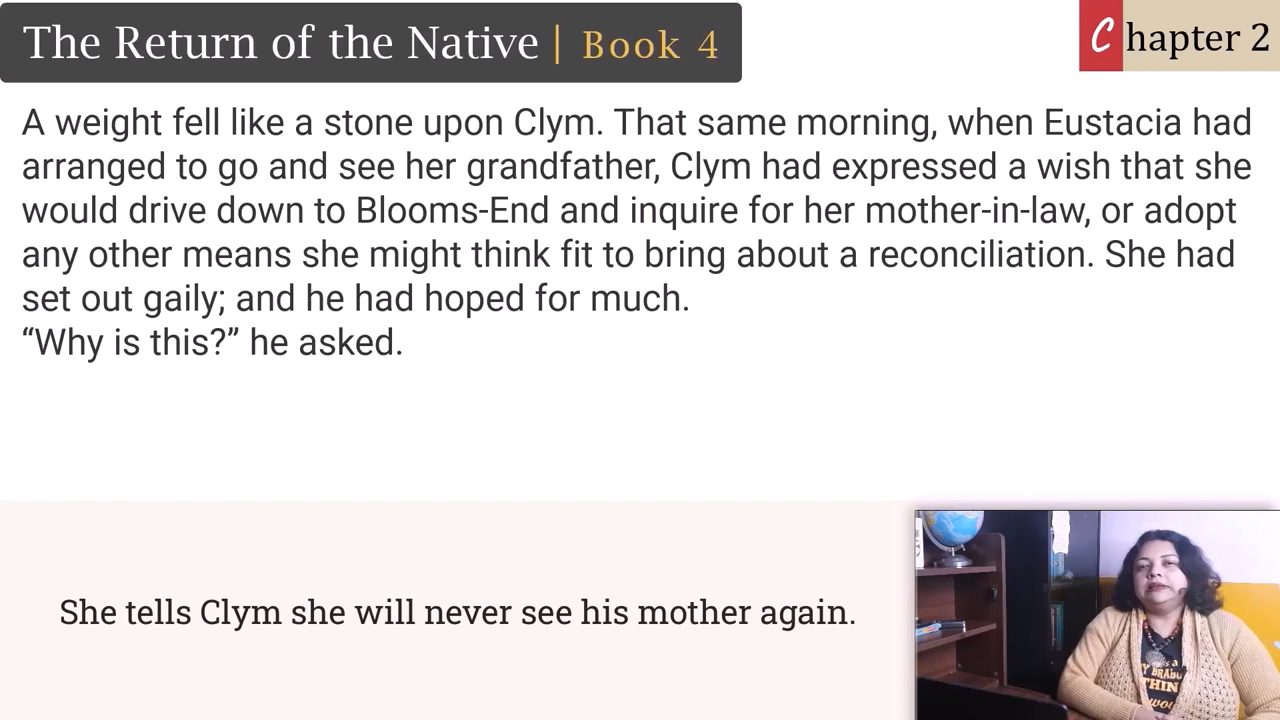 The Return of the Native | Book 4
Chapter 2
A weight fell like a stone upon Clym. That same morning, when Eustacia had
arranged to go and see her grandfather, Clym had expressed a wish that she
would drive down to Blooms-End and inquire for her mother-in-law, or adopt
any other means she might think fit to bring about a reconciliation. She had
set out gaily; and he had hoped for much.
“Why is this?” he asked.
She tells Clym she will never see his mother again.